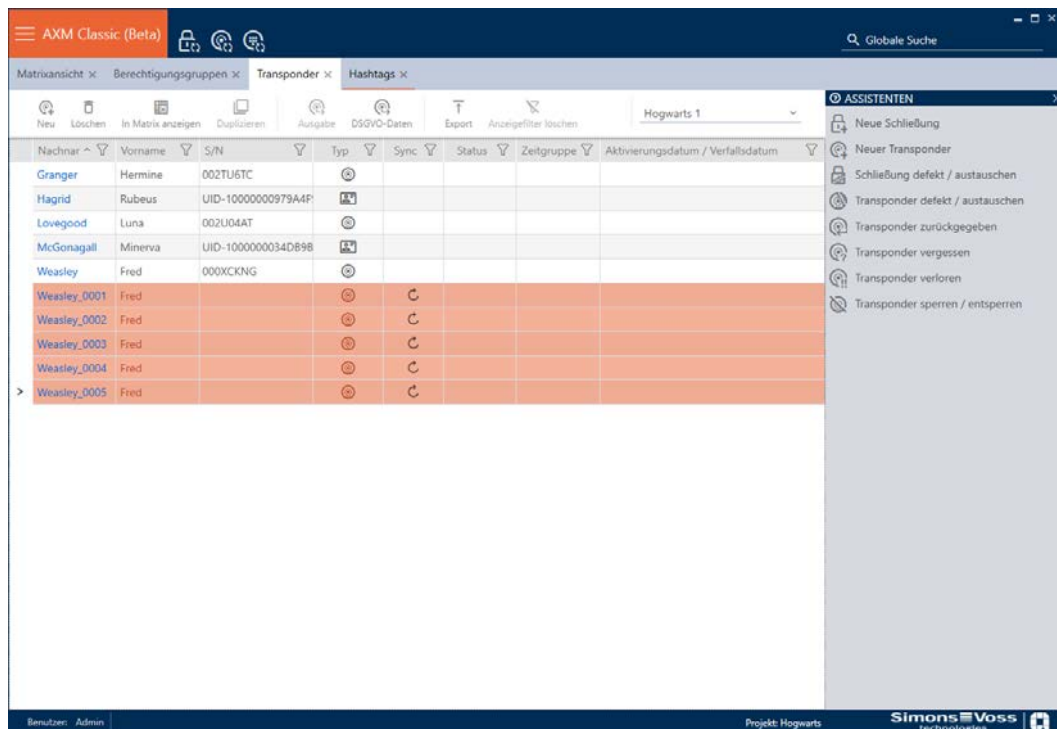 AXM Classic (Beta)
Globale Suche
Matrixansicht × Berechtigungsgruppen × Transponder × Hashtags ×
Neu Löschen In Matrix anzeigen Duplizieren Ausgabe DSGVO-Daten Export Anzeigefilter löschen Hogwarts 1
Nachnar Vorname S/N Typ Sync Status Zeitgruppe Aktivierungsdatum / Verfallsdatum
Granger Hermine 002TU6TC
Hagrid Rubeus UID-10000000979A4F
Lovegood Luna 002U04AT
McGonagall Minerva UID-1000000034DB9B
Weasley Fred 000XCKNG
Weasley_0001 Fred
Weasley_0002 Fred
Weasley_0003 Fred
Weasley_0004 Fred
Weasley_0005 Fred
ASSISTENTEN
Neue Schließung
Neuer Transponder
Schließung defekt / austauschen
Transponder defekt / austauschen
Transponder zurückgegeben
Transponder vergessen
Transponder verloren
Transponder sperren / entsperren
Benutzer: Admin
Projekt: Hogwarts
Simons Voss
technologies